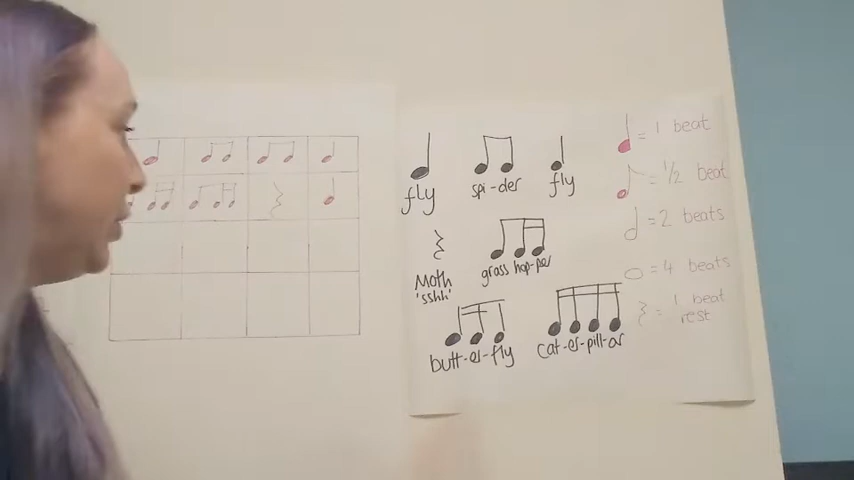 fly spi-der fly
Moth grass hop-per
'sshh'
butt-er-fly cat-er-pill-ar
= 1 beat
= 1/2 beat
= 2 beats
= 4 beats
= 1 beat
rest